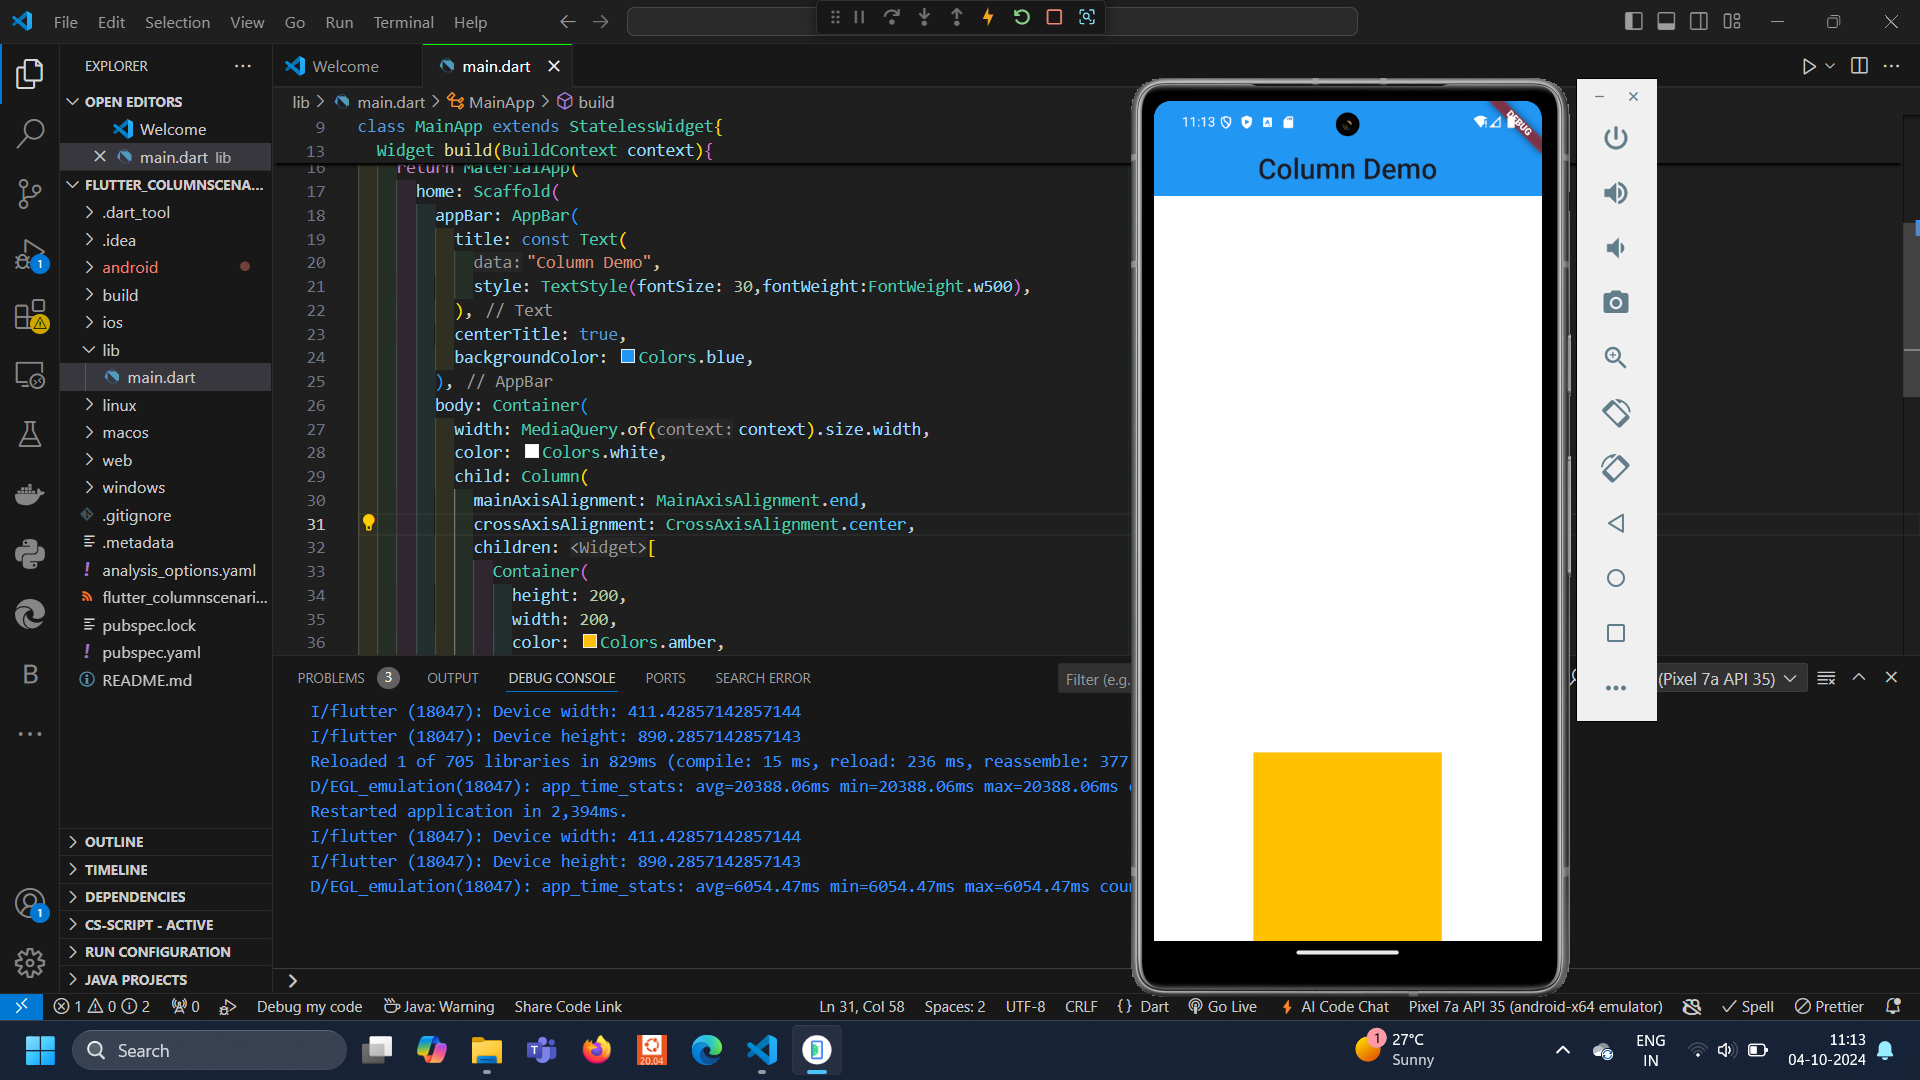 File Edit Selection View Go Run Terminal Help
EXPLORER
OPEN EDITORS
Welcome
main.dart lib
FLUTTER_COLUMNSCENA...
.dart_tool
.idea
android
build
ios
lib
main.dart
linux
macos
web
windows
.gitignore
.metadata
analysis_options.yaml
flutter_columnscenari...
pubspec.lock
pubspec.yaml
README.md
OUTLINE
TIMELINE
DEPENDENCIES
CS-SCRIPT - ACTIVE
RUN CONFIGURATION
JAVA PROJECTS
1
B
1
Welcome
main.dart
lib > main.dart > MainApp > build
9 class MainApp extends StatelessWidget{
13 Widget build(BuildContext context){
16 return MaterialApp(
17 home: Scaffold(
18 appBar: AppBar(
19 title: const Text(
20 data: "Column Demo",
21 style: TextStyle(fontSize: 30,fontWeight:FontWeight.w500),
22 ), // Text
23 centerTitle: true,
24 backgroundColor: Colors.blue,
25 ), // AppBar
26 body: Container(
27 width: MediaQuery.of(context: context).size.width,
28 color: Colors.white,
29 child: Column(
30 mainAxisAlignment: MainAxisAlignment.end,
31 crossAxisAlignment: CrossAxisAlignment.center,
32 children: <Widget>[
33 Container(
34 height: 200,
35 width: 200,
36 color: Colors.amber,
PROBLEMS 3 OUTPUT DEBUG CONSOLE PORTS SEARCH ERROR
Filter (e.g.
(Pixel 7a API 35)
I/flutter (18047): Device width: 411.42857142857144
I/flutter (18047): Device height: 890.2857142857143
Reloaded 1 of 705 libraries in 829ms (compile: 15 ms, reload: 236 ms, reassemble: 377
D/EGL_emulation(18047): app_time_stats: avg=20388.06ms min=20388.06ms max=20388.06ms
Restarted application in 2,394ms.
I/flutter (18047): Device width: 411.42857142857144
I/flutter (18047): Device height: 890.2857142857143
D/EGL_emulation(18047): app_time_stats: avg=6054.47ms min=6054.47ms max=6054.47ms
11:13
DEBUG
Column Demo
1 0 2 0 Debug my code Java: Warning Share Code Link
Ln 31, Col 58 Spaces: 2 UTF-8 CRLF {} Dart Go Live AI Code Chat Pixel 7a API 35 (android-x64 emulator) Spell Prettier
Search
20.04
1
27°C
Sunny
ENG
IN
11:13
04-10-2024